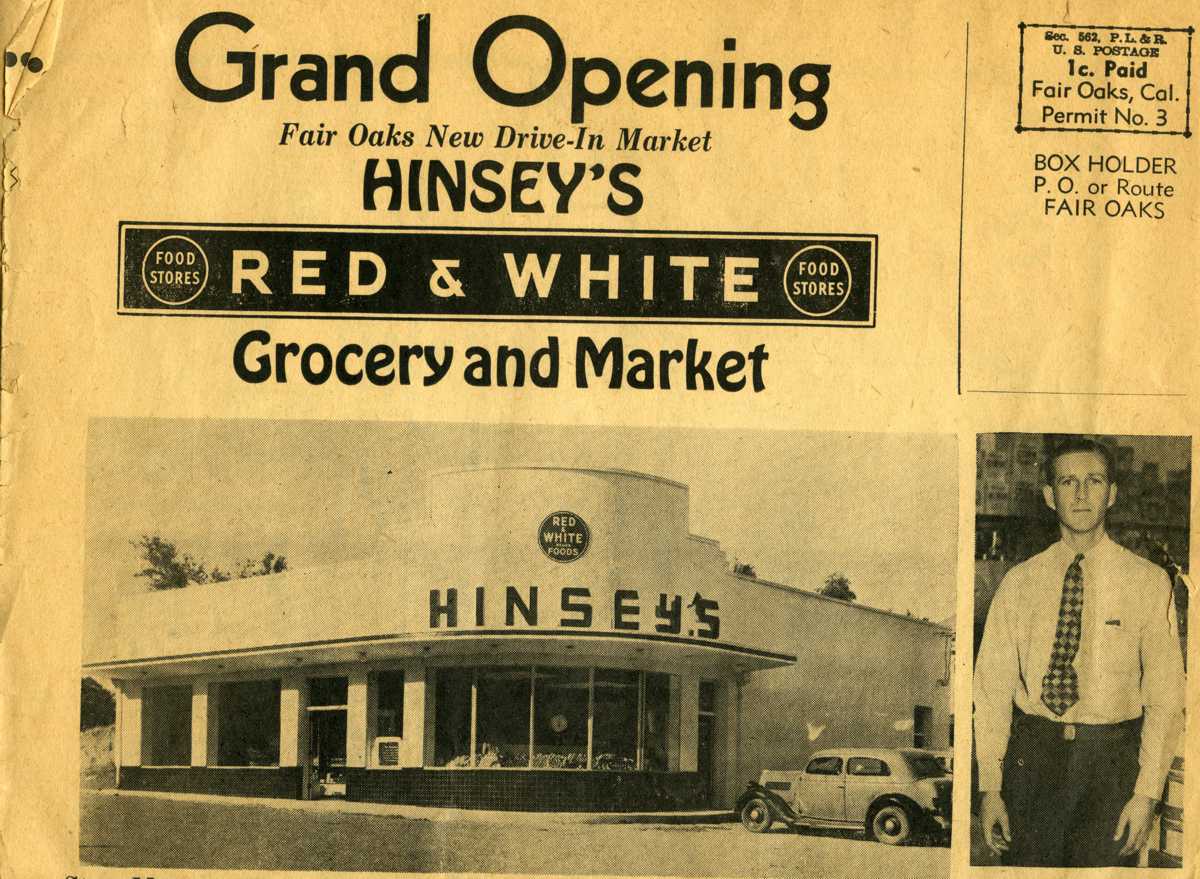 Grand Opening
Fair Oaks New Drive-In Market
HINSEY'S
FOOD STORES RED & WHITE FOOD STORES
Grocery and Market
Sec. 562, P. L. & R.
U. S. POSTAGE
1c. Paid
Fair Oaks, Cal.
Permit No. 3
BOX HOLDER
P. O. or Route
FAIR OAKS
RED
&
WHITE
FOODS
HINSEY'S